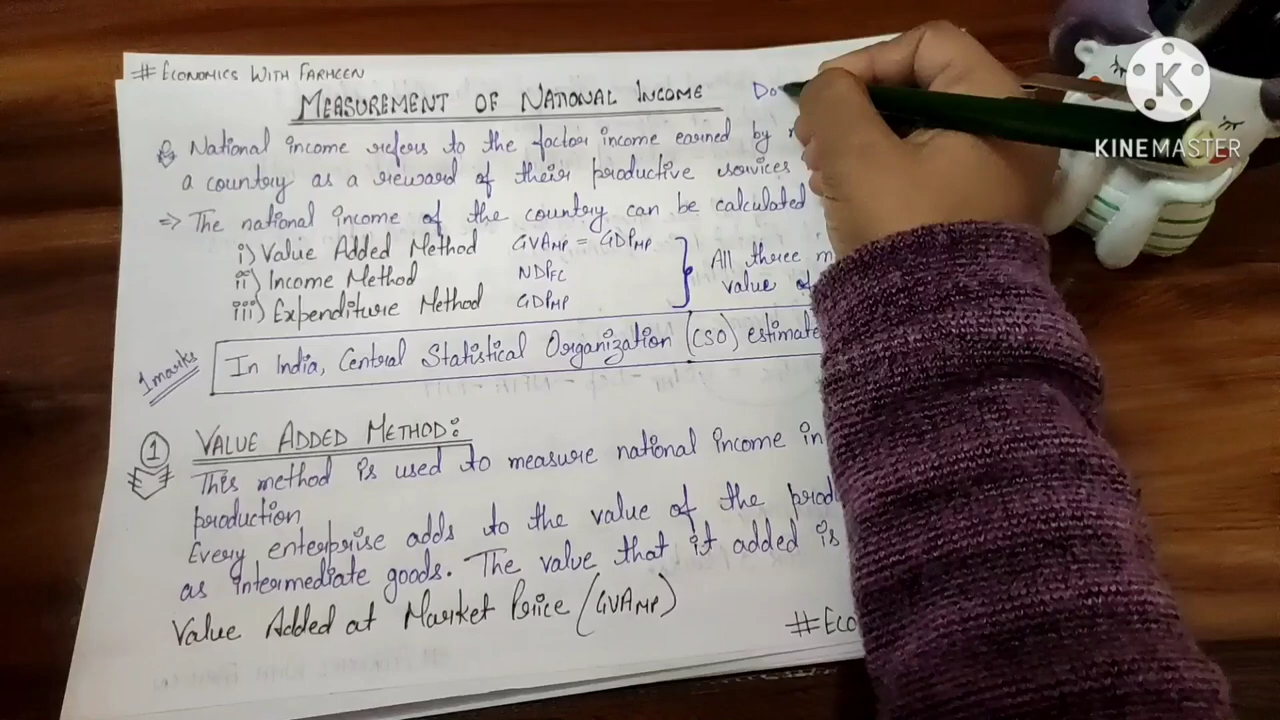 # ECONOMICS WITH FARHEEN
MEASUREMENT OF NATIONAL INCOME Do
National income refers to the factor income earned by
a country as a reward of their productive services
=> The national income of the country can be calculated
i) Value Added Method GVAMP = GDPMP
ii) Income Method NDPFC
iii) Expenditure Method GDPMP
All three m
value of
1 marks
In India, Central Statistical Organization (CSO) estimate
1 VALUE ADDED METHOD:
This method is used to measure national income in
production
Every enterprise adds to the value of the prod
as intermediate goods. The value that it added is
Value Added at Market Price (GVAMP)
#Eco
K
KINEMASTER